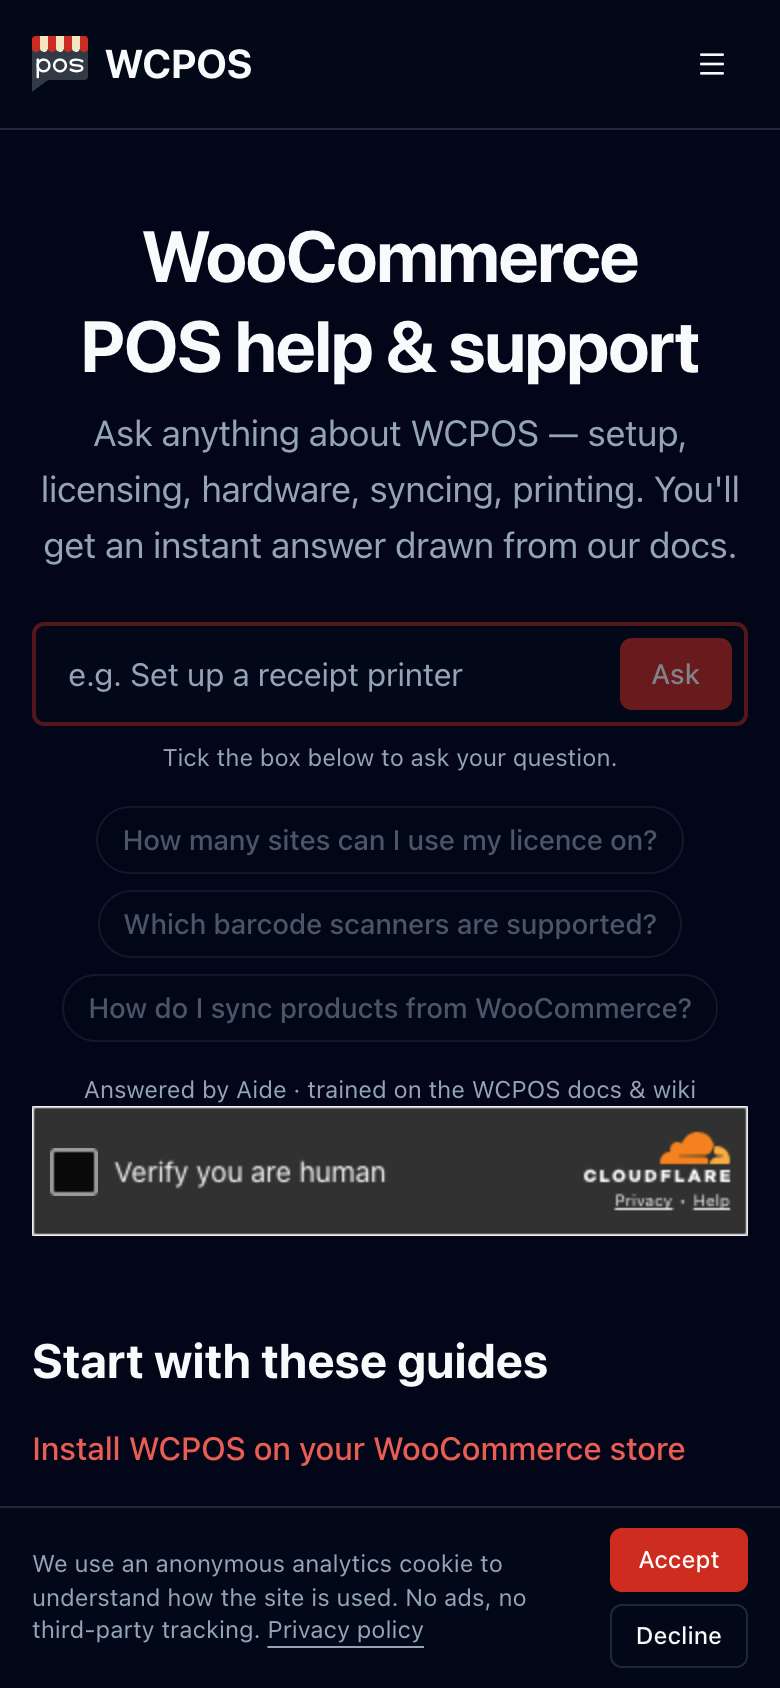 pos WCPOS
WooCommerce
POS help & support
Ask anything about WCPOS — setup,
licensing, hardware, syncing, printing. You'll
get an instant answer drawn from our docs.
e.g. Set up a receipt printer
Ask
Tick the box below to ask your question.
How many sites can I use my licence on?
Which barcode scanners are supported?
How do I sync products from WooCommerce?
Answered by Aide · trained on the WCPOS docs & wiki
Verify you are human
CLOUDFLARE
Privacy • Help
Start with these guides
Install WCPOS on your WooCommerce store
We use an anonymous analytics cookie to
understand how the site is used. No ads, no
third-party tracking. Privacy policy
Accept
Decline